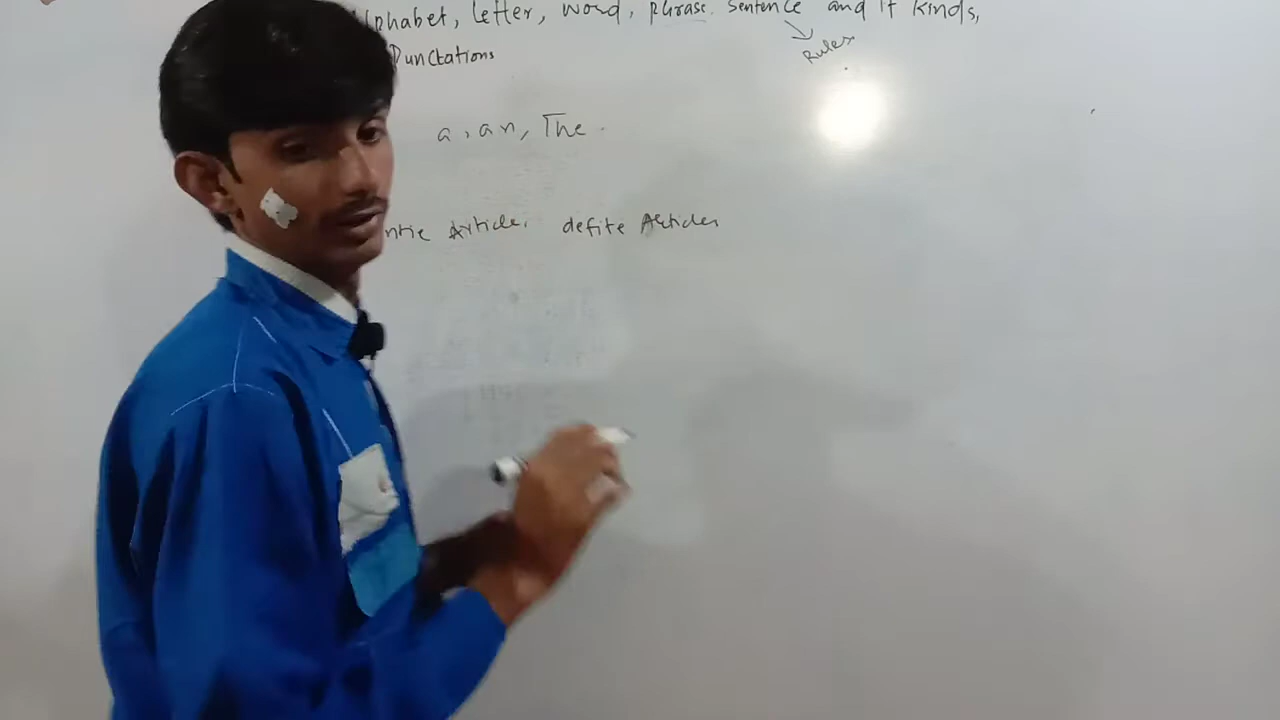 lphabet, Letter, word, phrase. Sentence and it kinds,
Rules
Punctations
a, an, The.
ntie Article, defite Articles